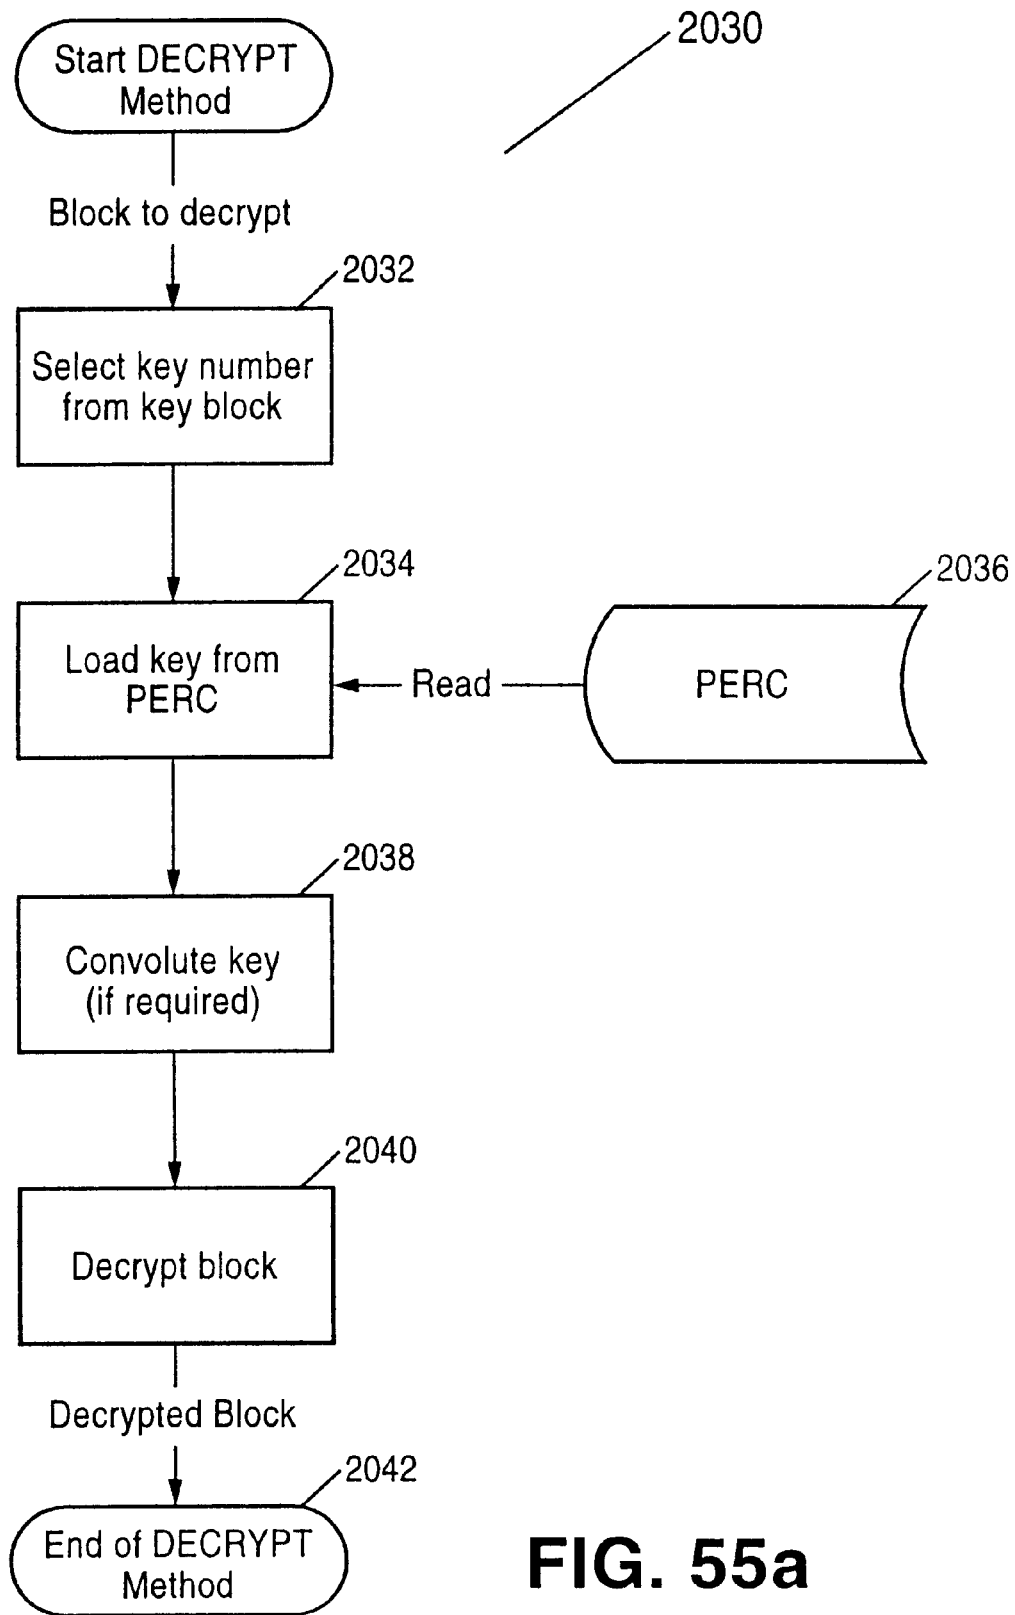 2030
Start DECRYPT
Method
Block to decrypt
2032
Select key number
from key block
2034
Load key from
PERC
Read
2036
PERC
2038
Convolute key
(if required)
2040
Decrypt block
Decrypted Block
2042
End of DECRYPT
Method
FIG. 55a